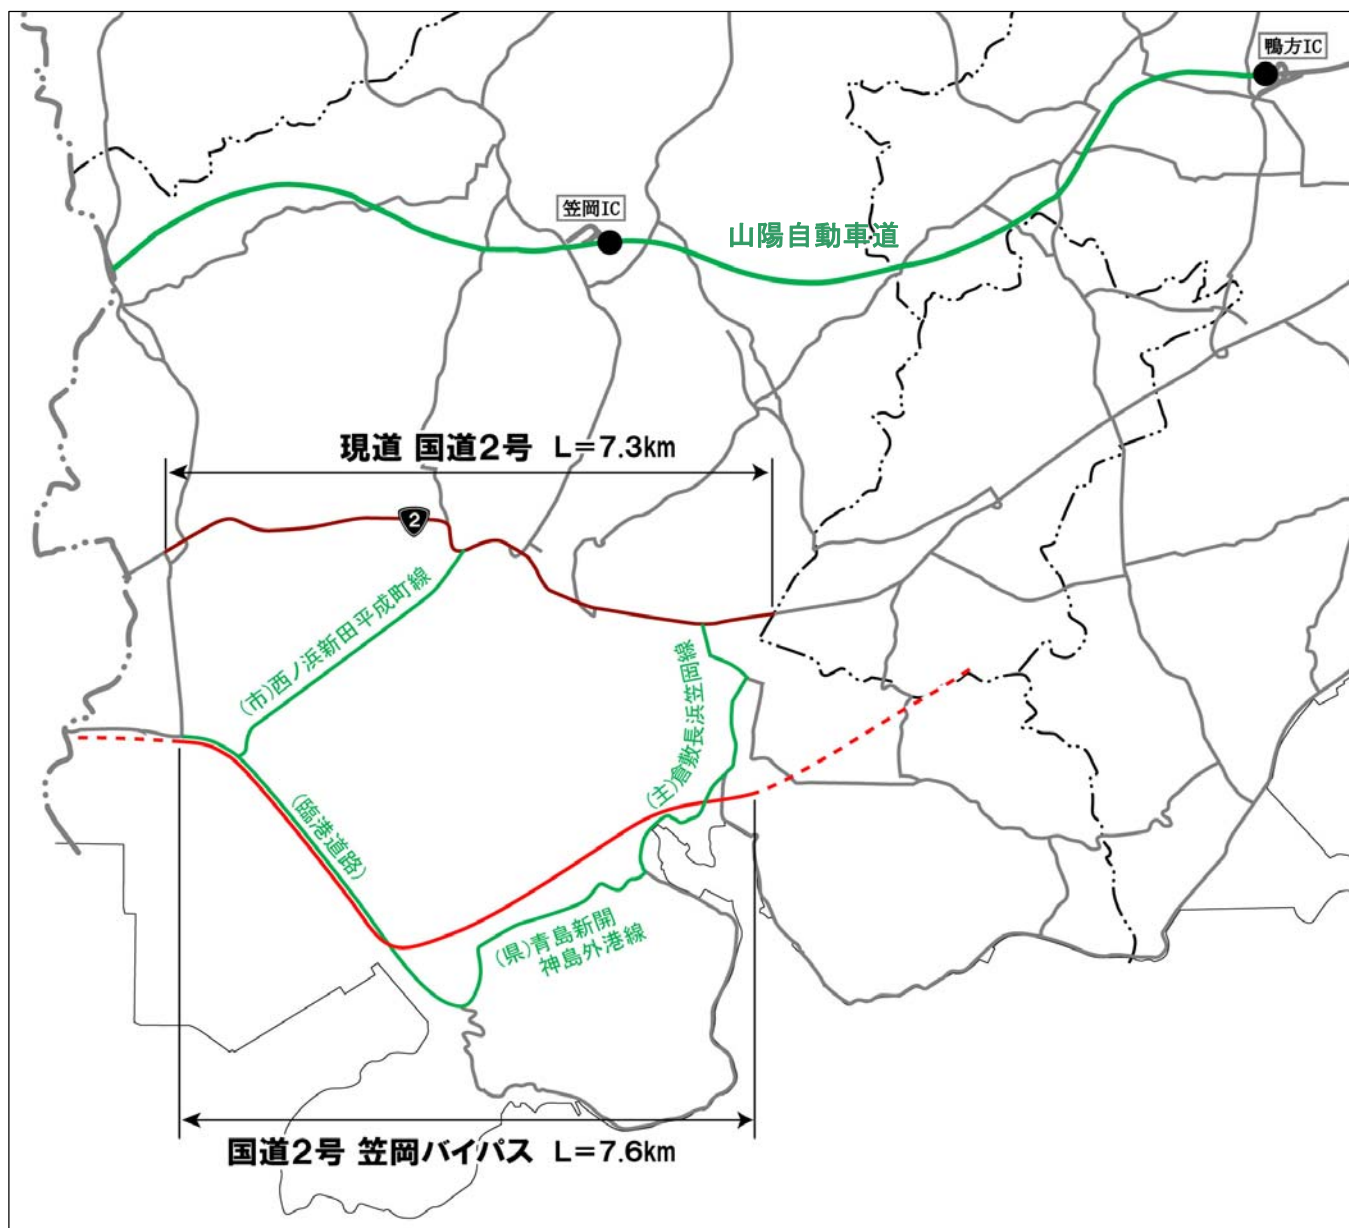 鴨方IC
笠岡IC
山陽自動車道
現道 国道2号 L=7.3km
2
(市)西ノ浜新田平成町線
(主)倉敷長浜笠岡線
(臨港道路)
(県)青島新開
神島外港線
国道2号 笠岡バイパス L=7.6km